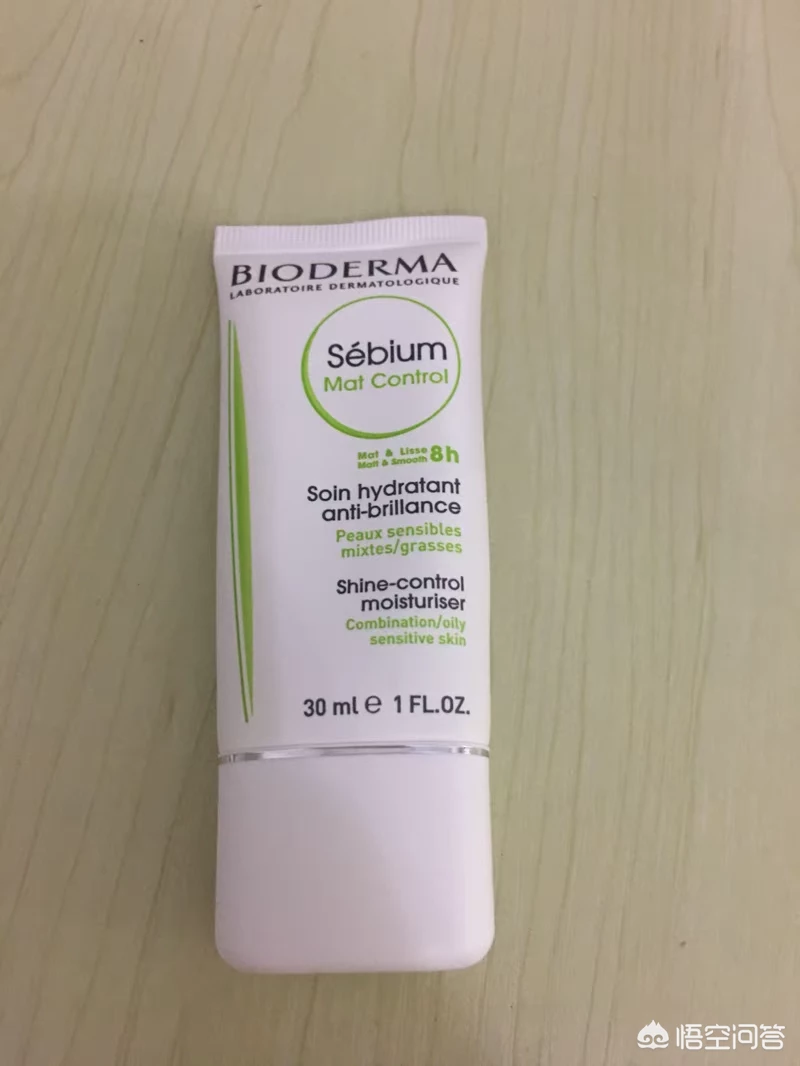 BIODERMA
LABORATOIRE DERMATOLOGIQUE
Sébium
Mat Control
Mat & Lisse 8h
Matt & Smooth
Soin hydratant
anti-brillance
Peaux sensibles
mixtes/grasses
Shine-control
moisturiser
Combination/oily
sensitive skin
30 ml e 1 FL.OZ.
悟空问答